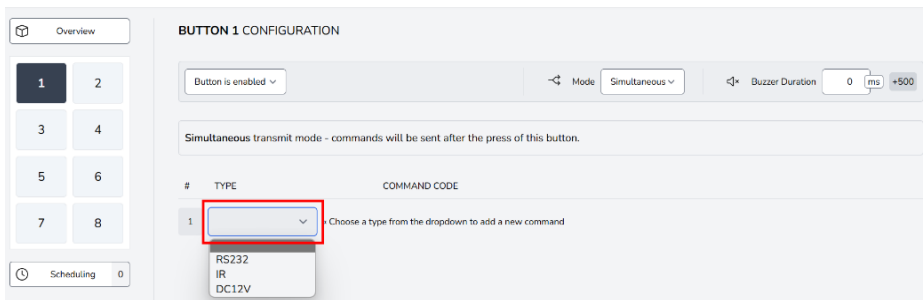 Overview
BUTTON 1 CONFIGURATION
1 2
Button is enabled
Mode Simultaneous
Buzzer Duration 0 ms +500
3 4
Simultaneous transmit mode - commands will be sent after the press of this button.
5 6
# TYPE COMMAND CODE
7 8
1 Choose a type from the dropdown to add a new command
RS232
IR
DC12V
Scheduling 0